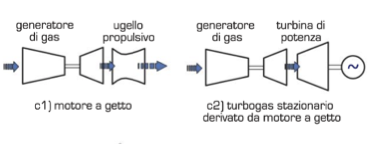 generatore
di gas
ugello
propulsivo
generatore
di gas
turbina di
potenza
~
c1) motore a getto
c2) turbogas stazionario
derivato da motore a getto